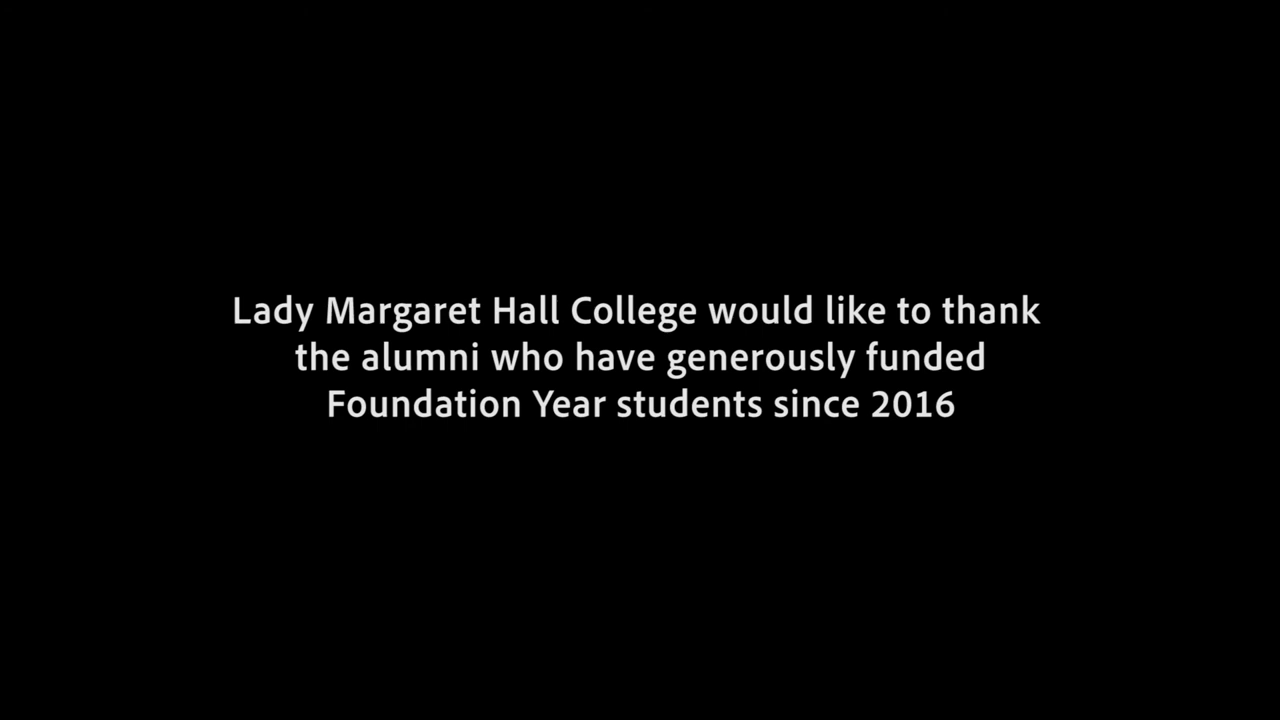 Lady Margaret Hall College would like to thank
the alumni who have generously funded
Foundation Year students since 2016